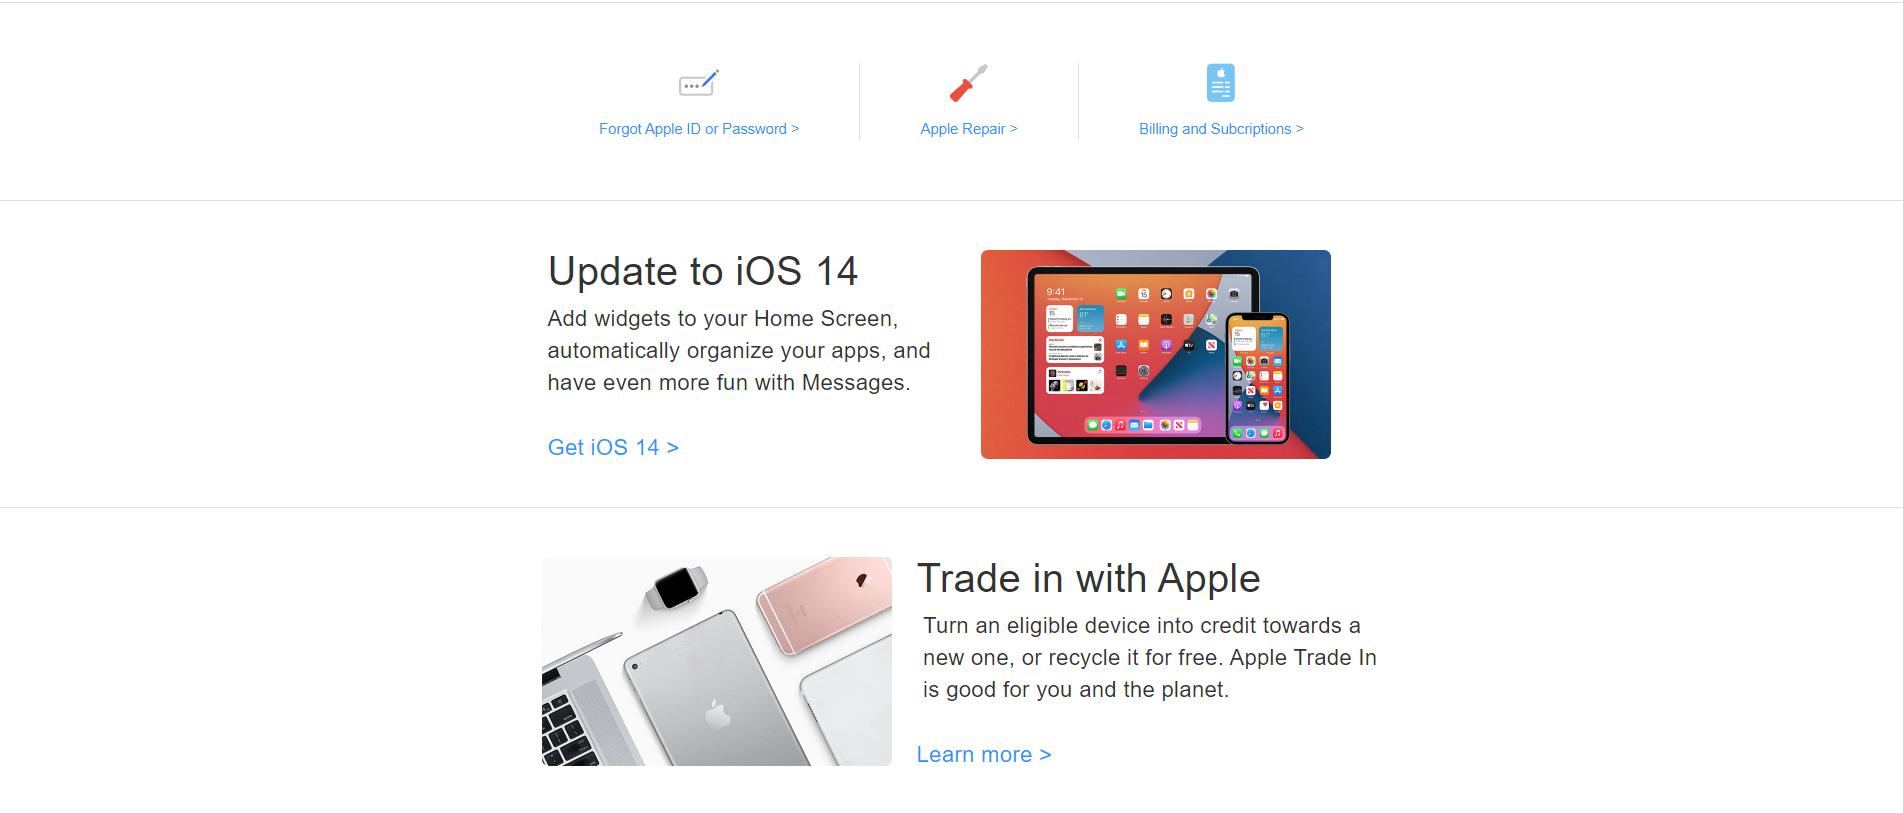 Forgot Apple ID or Password >
Apple Repair >
Billing and Subcriptions >
Update to iOS 14
Add widgets to your Home Screen,
automatically organize your apps, and
have even more fun with Messages.
Get iOS 14 >
9:41
Trade in with Apple
Turn an eligible device into credit towards a
new one, or recycle it for free. Apple Trade In
is good for you and the planet.
Learn more >